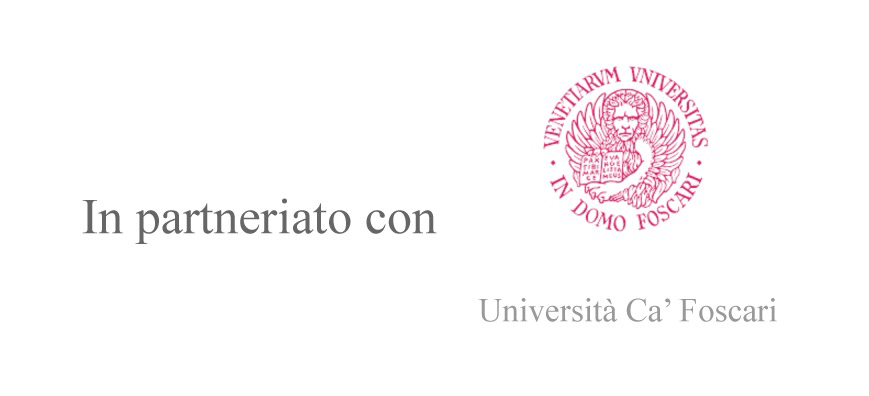 In partneriato con
VENETIARVM VNIVERSITAS
· IN DOMO FOSCARI ·
Università Ca’ Foscari